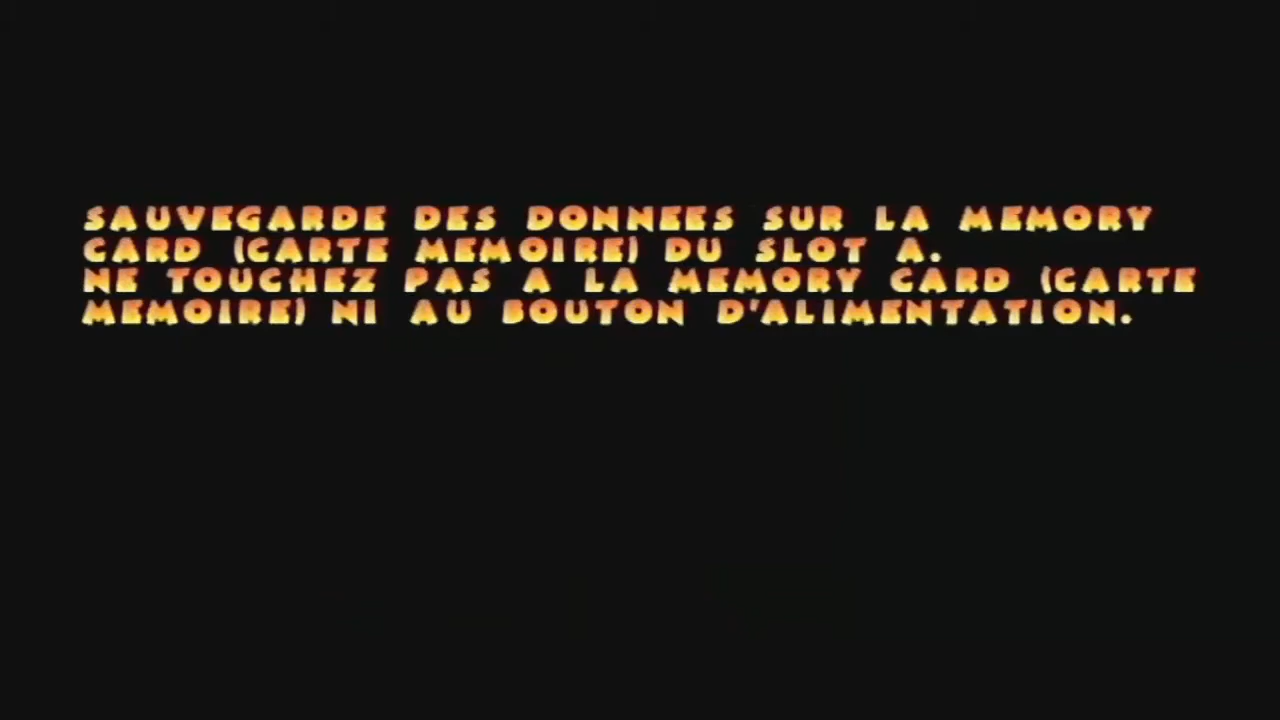 SAUVEGARDE DES DONNEES SUR LA MEMORY
CARD (CARTE MEMOIRE) DU SLOT A.
NE TOUCHEZ PAS A LA MEMORY CARD (CARTE
MEMOIRE) NI AU BOUTON D'ALIMENTATION.